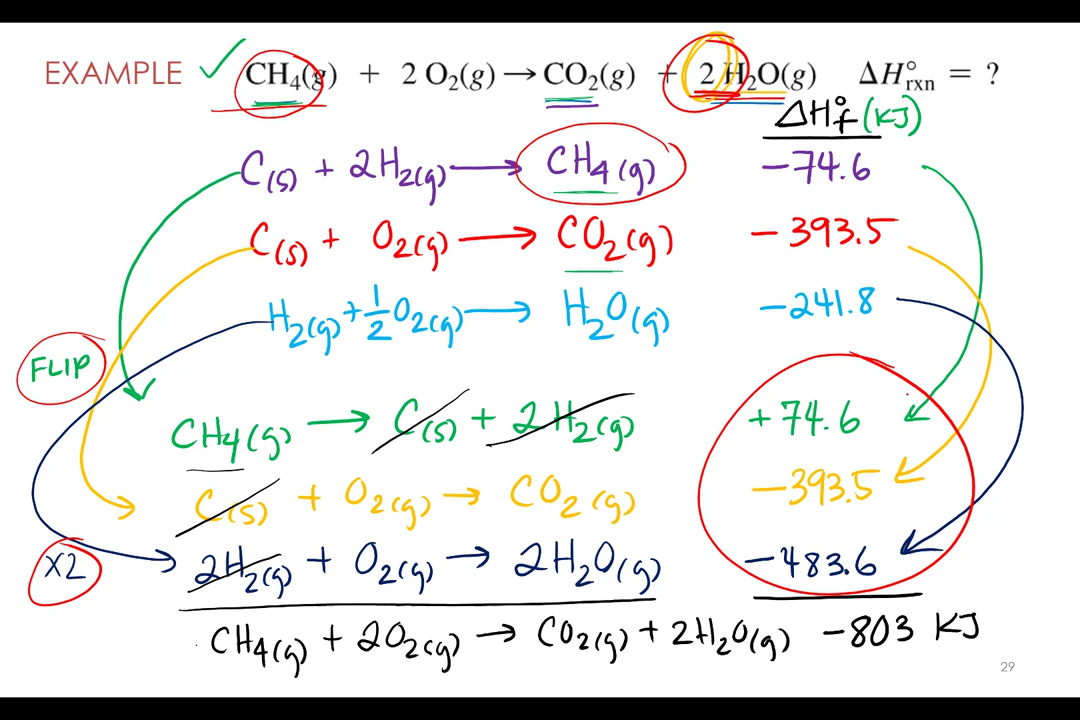 EXAMPLE ✓ CH₄(g) + 2 O₂(g) → CO₂(g) + 2 H₂O(g) ΔH°rxn = ?
ΔH°f (KJ)
C(s) + 2H₂(g) → CH₄(g) −74.6
C(s) + O₂(g) → CO₂(g) −393.5
H₂(g) + 1/2 O₂(g) → H₂O(g) −241.8
FLIP
CH₄(g) → C(s) + 2H₂(g) +74.6
C(s) + O₂(g) → CO₂(g) −393.5
X2 2H₂(g) + O₂(g) → 2H₂O(g) −483.6
CH₄(g) + 2O₂(g) → CO₂(g) + 2H₂O(g) −803 KJ
29